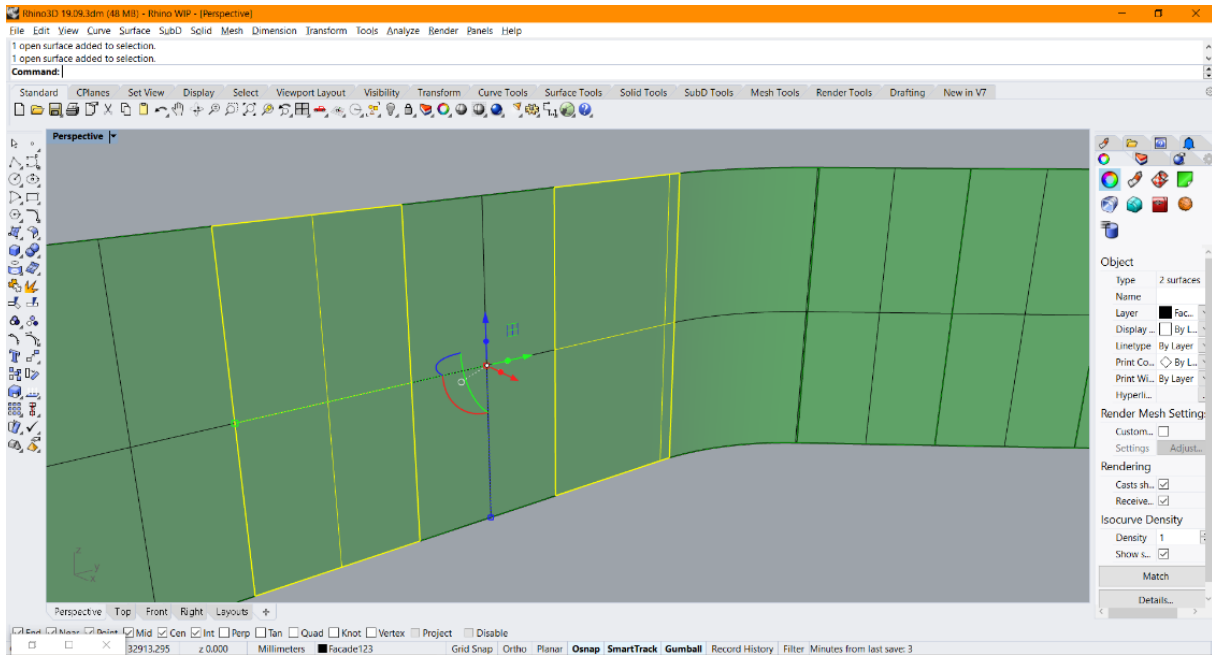 Rhino3D 19.09.3dm (48 MB) - Rhino WIP - [Perspective]
File Edit View Curve Surface SubD Solid Mesh Dimension Transform Tools Analyze Render Panels Help
1 open surface added to selection.
1 open surface added to selection.
Command:
Standard CPlanes Set View Display Select Viewport Layout Visibility Transform Curve Tools Surface Tools Solid Tools SubD Tools Mesh Tools Render Tools Drafting New in V7
Perspective
Object
Type 2 surfaces
Name
Layer Fac...
Display ... By L...
Linetype By Layer
Print Co... By L...
Print Wi... By Layer
Hyperli...
Render Mesh Setting
Custom...
Settings Adjust...
Rendering
Casts sh...
Receive...
Isocurve Density
Density 1
Show s...
Match
Details...
z
y
x
Perspective Top Front Right Layouts
End Near Point Mid Cen Int Perp Tan Quad Knot Vertex Project Disable
32913.295 z 0.000 Millimeters Facade123 Grid Snap Ortho Planar Osnap SmartTrack Gumball Record History Filter Minutes from last save: 3